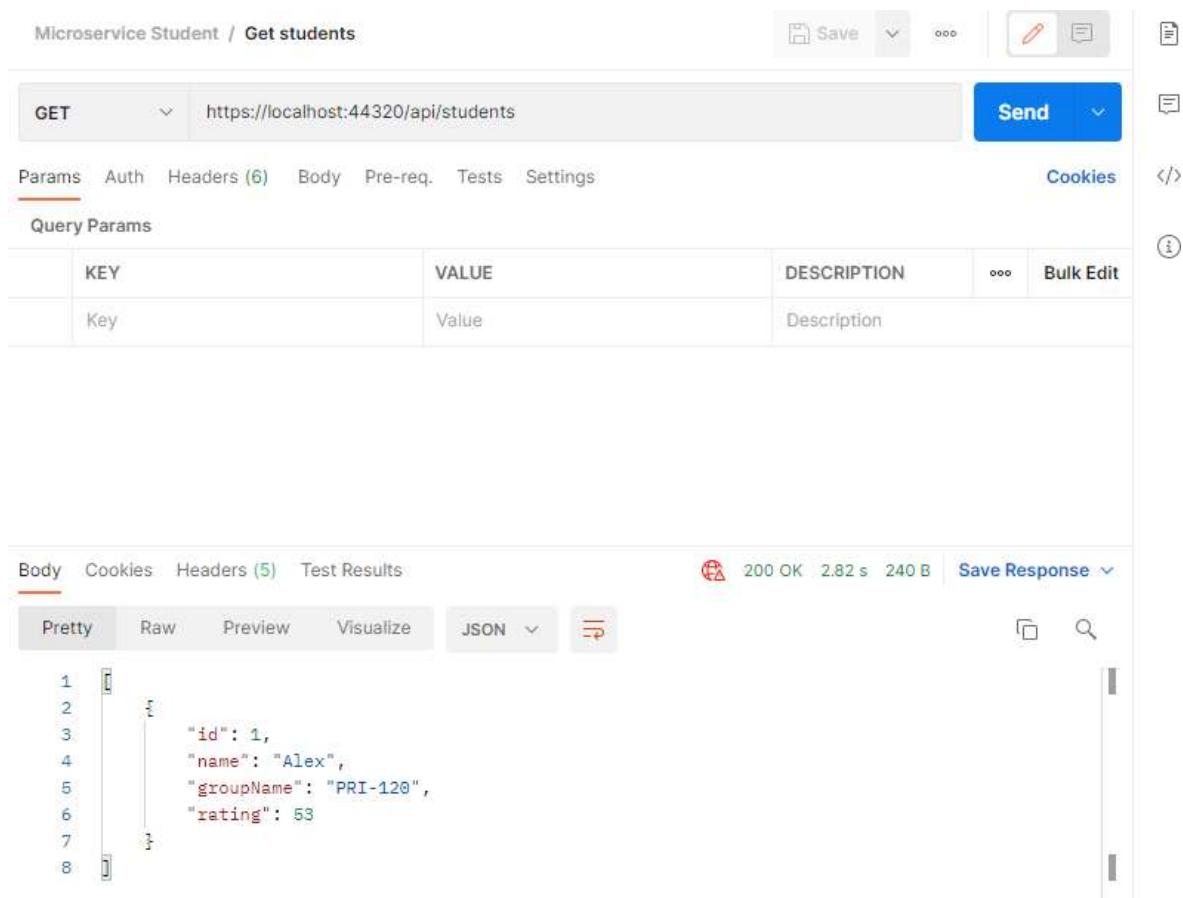 Microservice Student / Get students
Save
GET
https://localhost:44320/api/students
Send
Params Auth Headers (6) Body Pre-req. Tests Settings Cookies
Query Params
KEY VALUE DESCRIPTION Bulk Edit
Key Value Description
Body Cookies Headers (5) Test Results 200 OK 2.82 s 240 B Save Response
Pretty Raw Preview Visualize JSON
1 [
2 {
3 "id": 1,
4 "name": "Alex",
5 "groupName": "PRI-120",
6 "rating": 53
7 }
8 ]